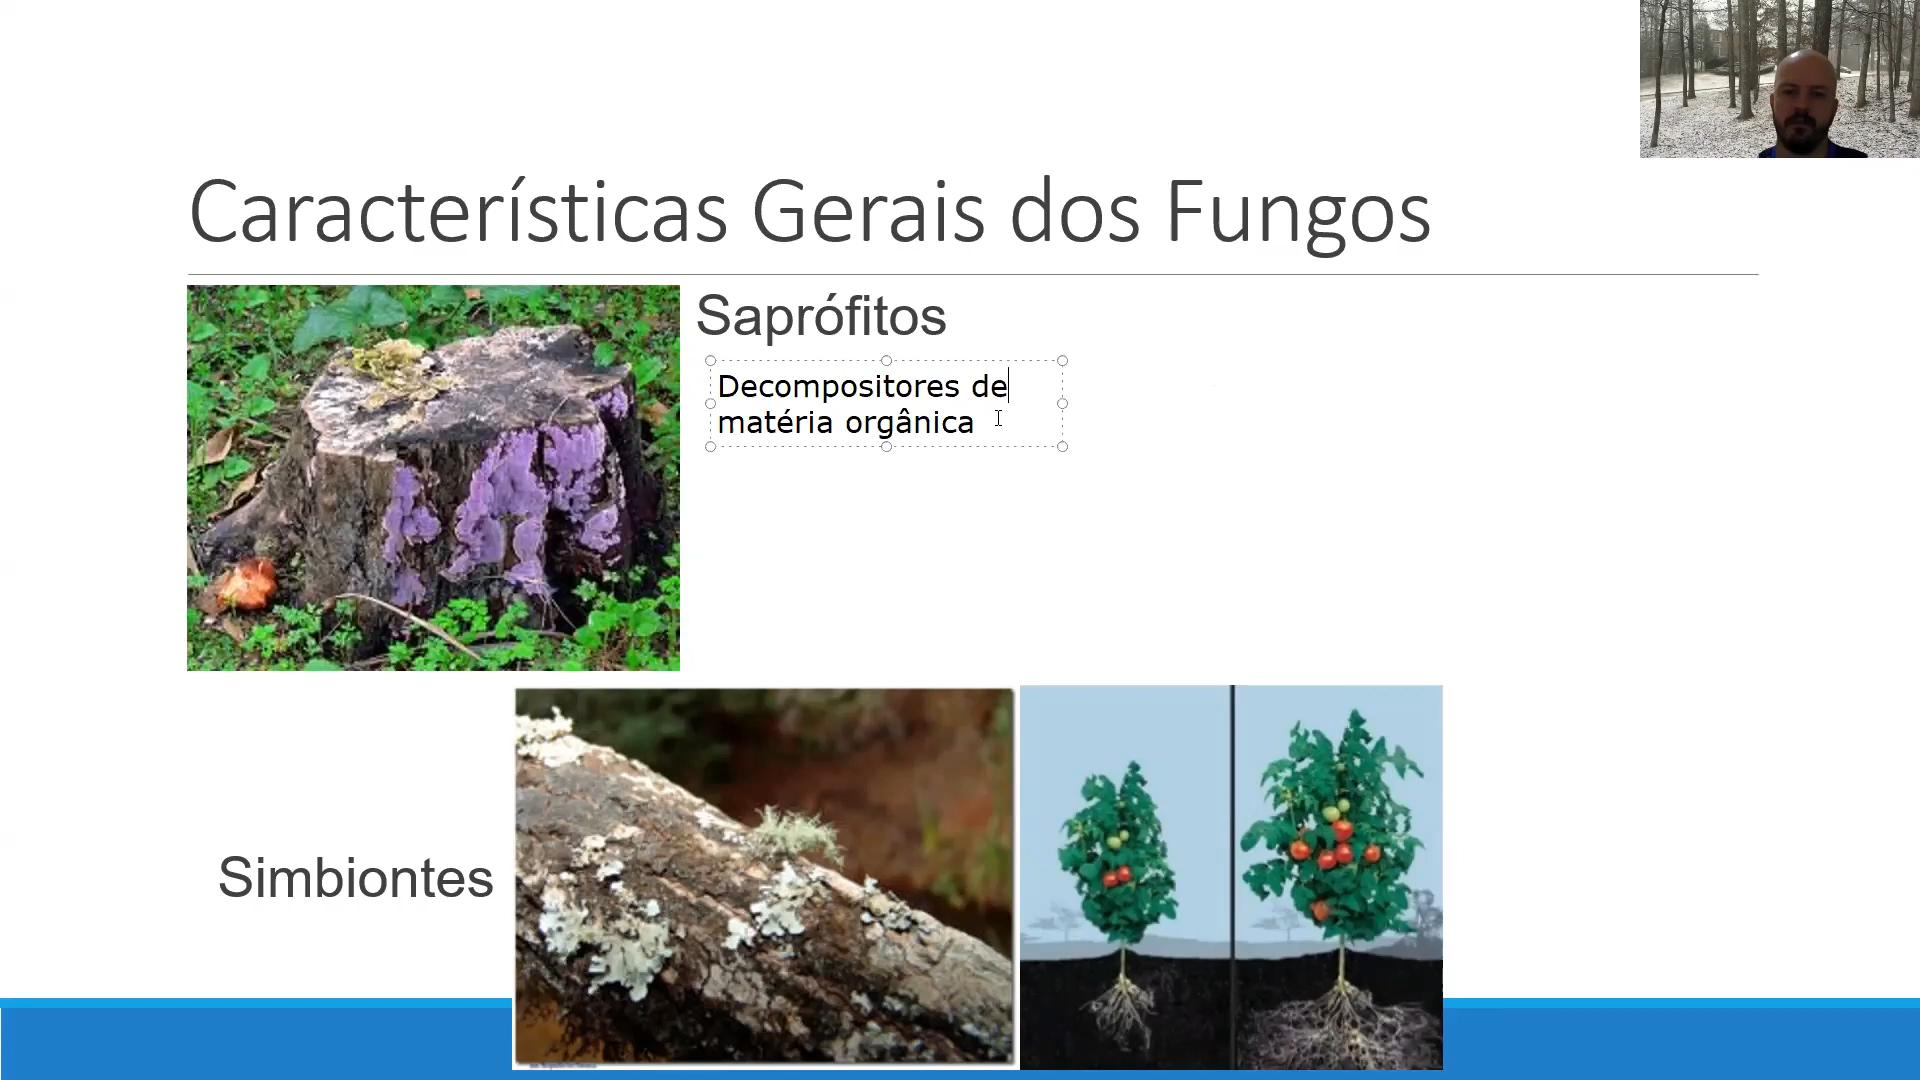 Características Gerais dos Fungos
Saprófitos
Decompositores de
matéria orgânica
Simbiontes